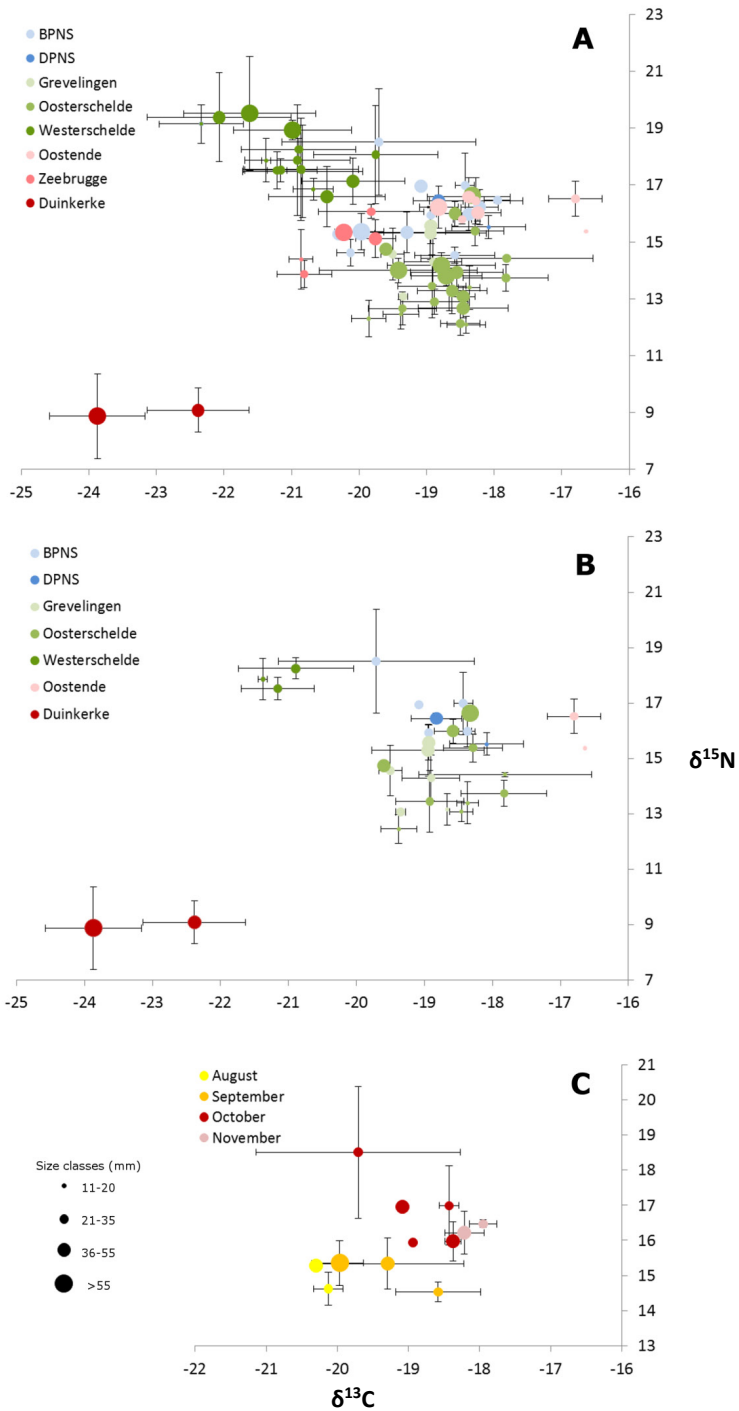 A
BPNS
DPNS
Grevelingen
Oosterschelde
Westerschelde
Oostende
Zeebrugge
Duinkerke
23
21
19
17
15
13
11
9
7
-25 -24 -23 -22 -21 -20 -19 -18 -17 -16
B
BPNS
DPNS
Grevelingen
Oosterschelde
Westerschelde
Oostende
Duinkerke
23
21
19
17
15
13
11
9
7
δ15N
-25 -24 -23 -22 -21 -20 -19 -18 -17 -16
C
August
September
October
November
Size classes (mm)
11-20
21-35
36-55
>55
21
20
19
18
17
16
15
14
13
-22 -21 -20 -19 -18 -17 -16
δ13C